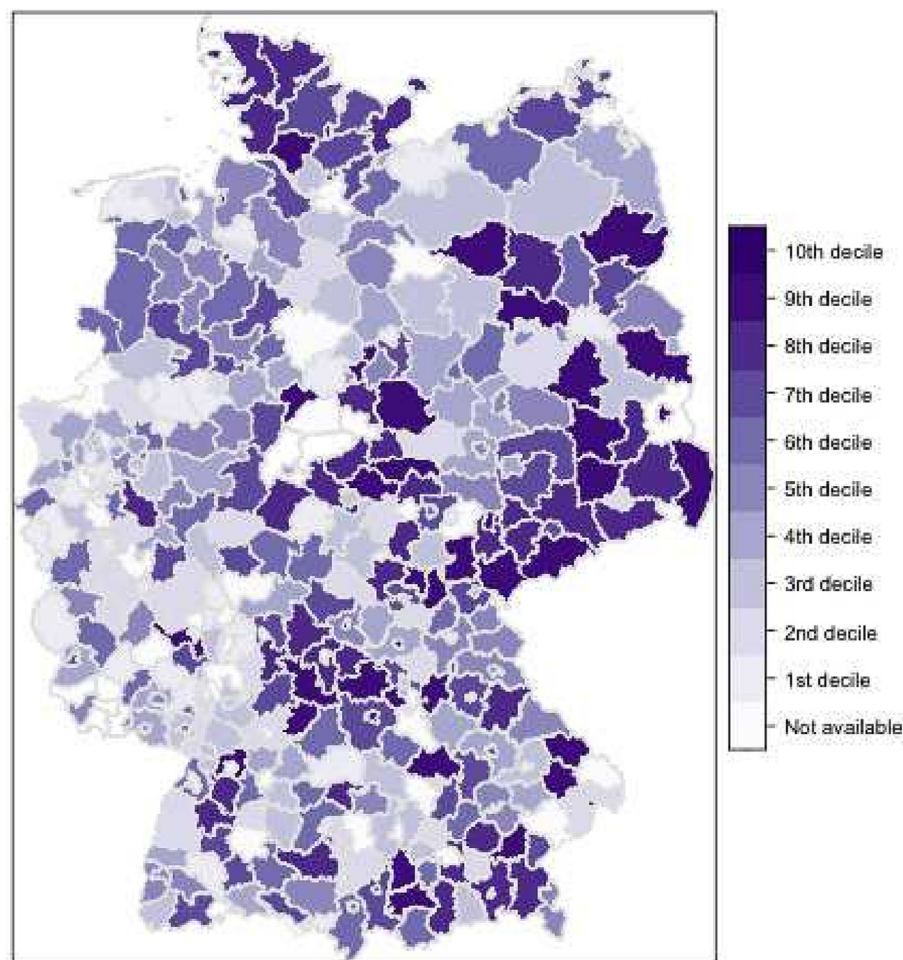 10th decile
9th decile
8th decile
7th decile
6th decile
5th decile
4th decile
3rd decile
2nd decile
1st decile
Not available